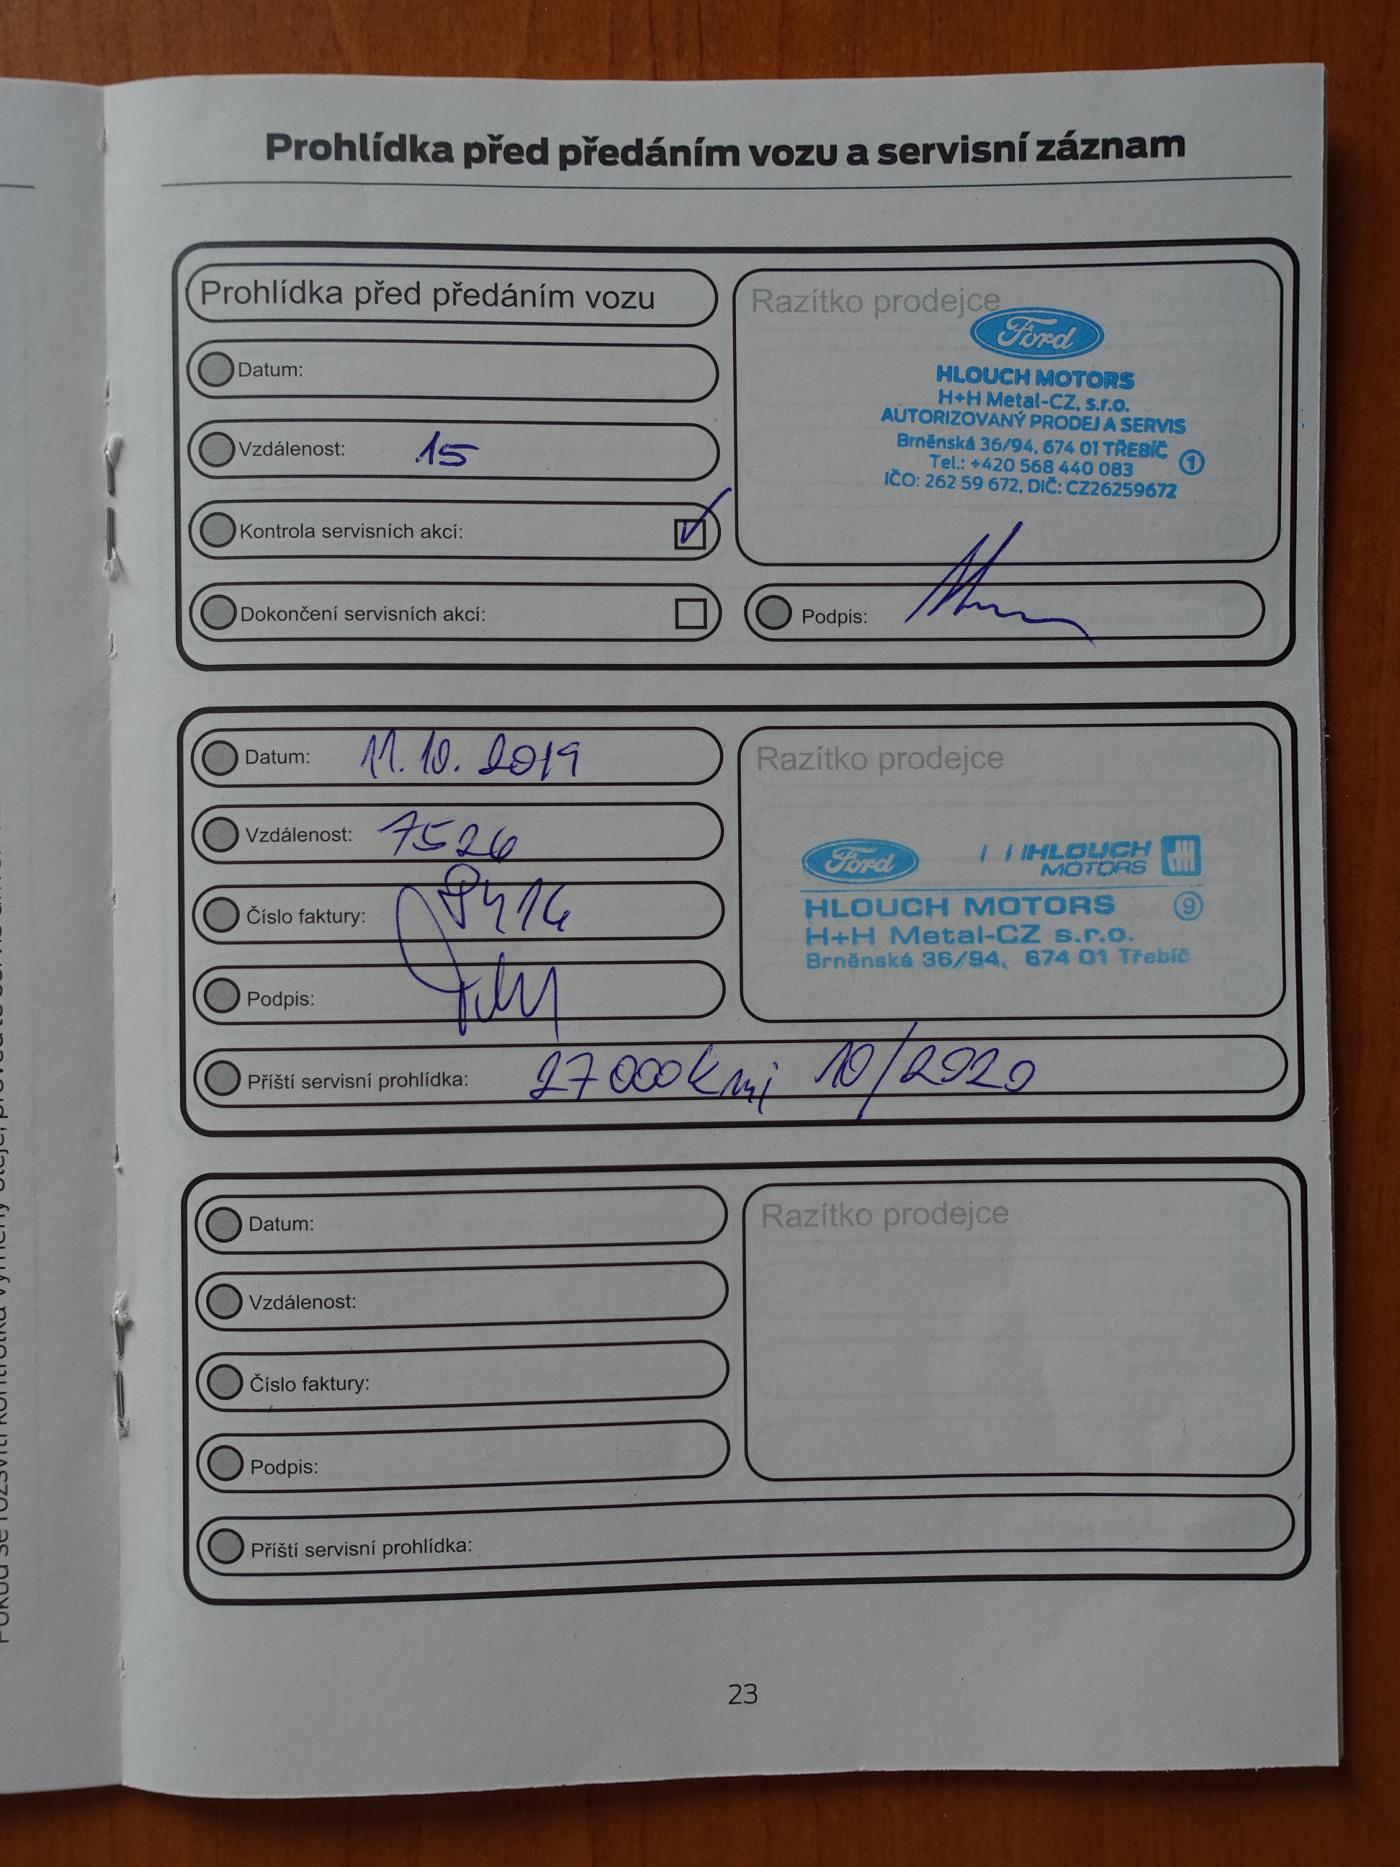 Prohlídka před předáním vozu a servisní záznam
Prohlídka před předáním vozu
Datum:
Vzdálenost: 15
Kontrola servisních akcí:
Dokončení servisních akcí:
Razítko prodejce
Ford
HLOUCH MOTORS
H+H Metal-CZ, s.r.o.
AUTORIZOVANÝ PRODEJ A SERVIS
Brněnská 36/94, 674 01 TŘEBÍČ
Tel.: +420 568 440 083
1
IČO: 262 59 672, DIČ: CZ26259672
Podpis:
Datum: 11.10.2019
Vzdálenost: 7526
Číslo faktury:
Podpis:
Razítko prodejce
Ford
HLOUCH
MOTORS
HLOUCH MOTORS 9
H+H Metal-CZ s.r.o.
Brněnská 36/94, 674 01 Třebíč
Příští servisní prohlídka: 27 000 km; 10/2020
Datum:
Vzdálenost:
Číslo faktury:
Podpis:
Razítko prodejce
Příští servisní prohlídka:
23